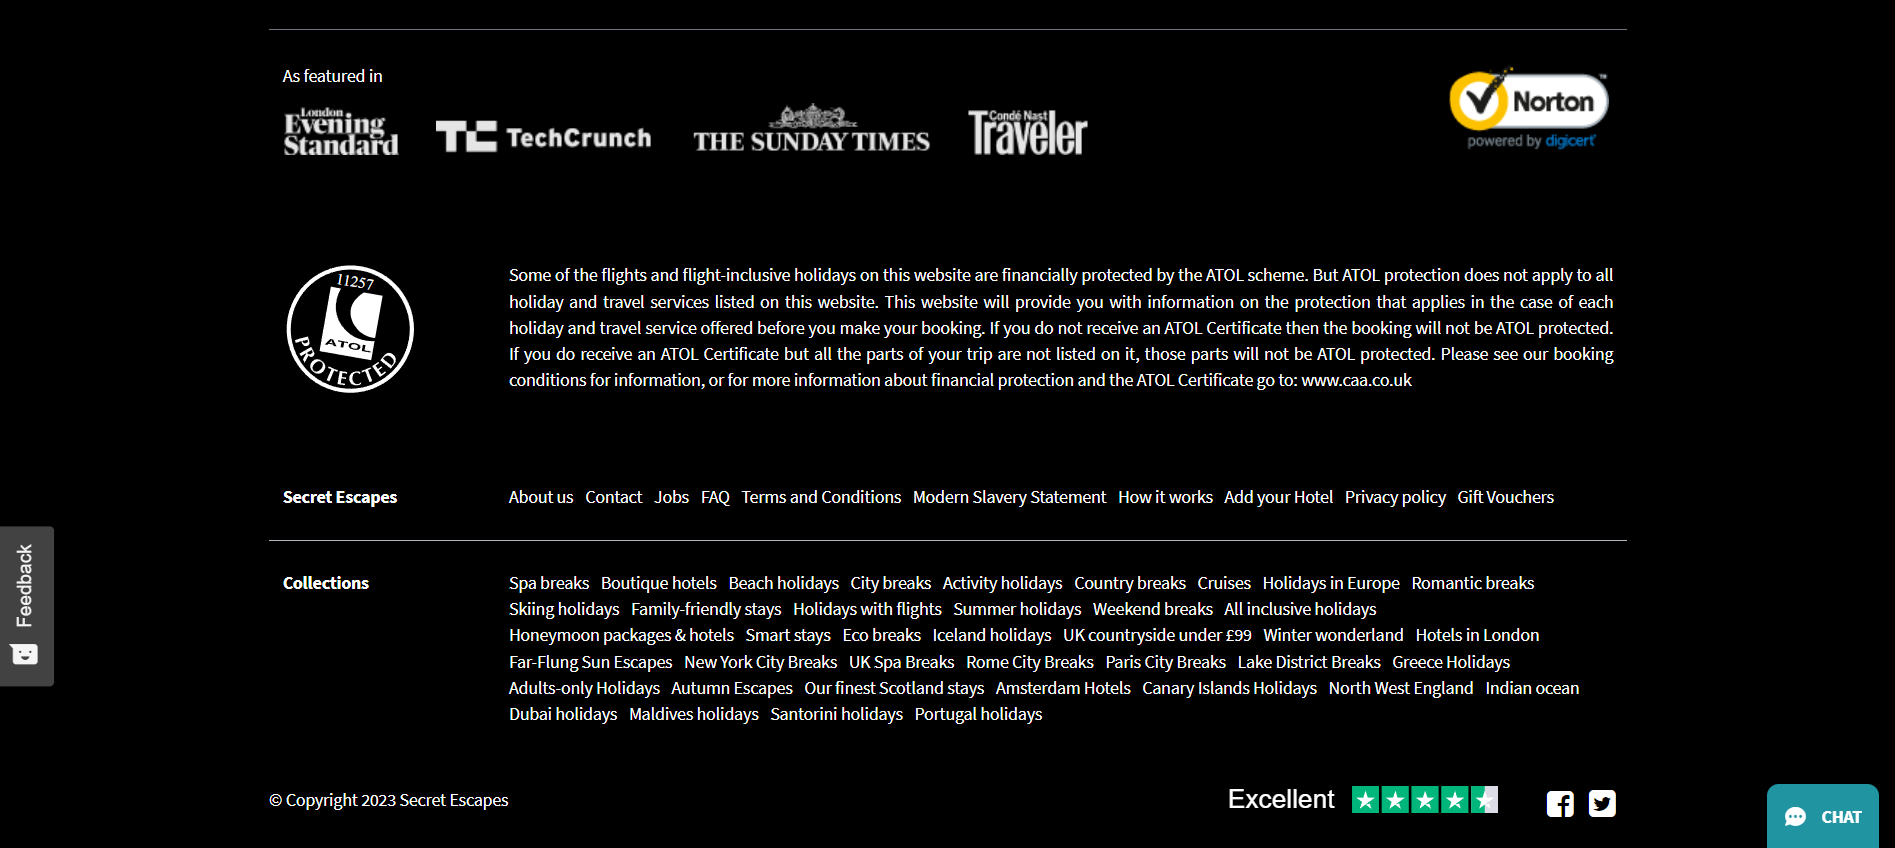 As featured in
London
Evening
Standard
TC TechCrunch
THE SUNDAY TIMES
Condé Nast
Traveler
Norton
TM
powered by digicert
11257
ATOL
PROTECTED
Some of the flights and flight-inclusive holidays on this website are financially protected by the ATOL scheme. But ATOL protection does not apply to all
holiday and travel services listed on this website. This website will provide you with information on the protection that applies in the case of each
holiday and travel service offered before you make your booking. If you do not receive an ATOL Certificate then the booking will not be ATOL protected.
If you do receive an ATOL Certificate but all the parts of your trip are not listed on it, those parts will not be ATOL protected. Please see our booking
conditions for information, or for more information about financial protection and the ATOL Certificate go to: www.caa.co.uk
Secret Escapes
About us Contact Jobs FAQ Terms and Conditions Modern Slavery Statement How it works Add your Hotel Privacy policy Gift Vouchers
Feedback
Collections
Spa breaks Boutique hotels Beach holidays City breaks Activity holidays Country breaks Cruises Holidays in Europe Romantic breaks
Skiing holidays Family-friendly stays Holidays with flights Summer holidays Weekend breaks All inclusive holidays
Honeymoon packages & hotels Smart stays Eco breaks Iceland holidays UK countryside under £99 Winter wonderland Hotels in London
Far-Flung Sun Escapes New York City Breaks UK Spa Breaks Rome City Breaks Paris City Breaks Lake District Breaks Greece Holidays
Adults-only Holidays Autumn Escapes Our finest Scotland stays Amsterdam Hotels Canary Islands Holidays North West England Indian ocean
Dubai holidays Maldives holidays Santorini holidays Portugal holidays
© Copyright 2023 Secret Escapes
Excellent
CHAT